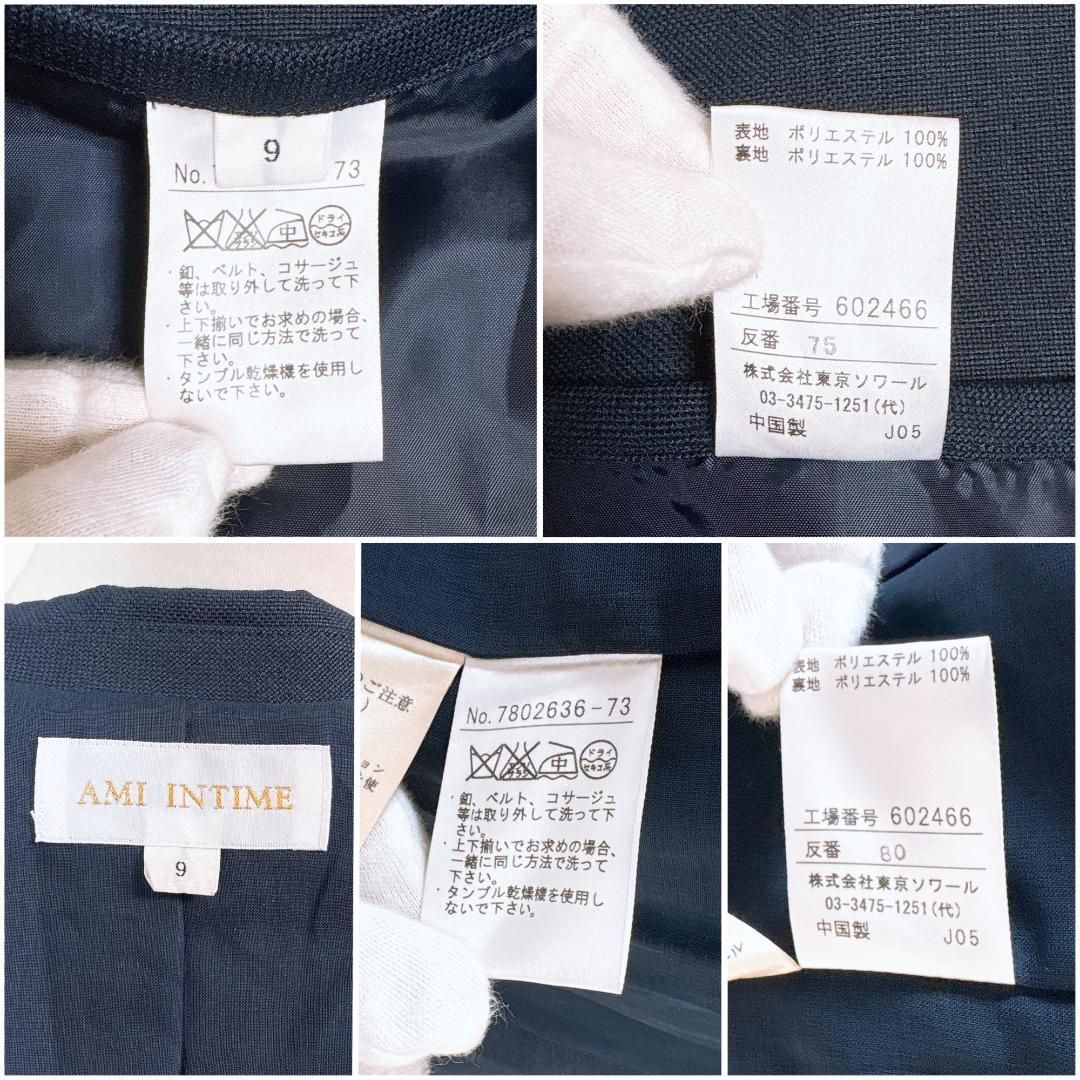 9
No. 73
中
ドライ
セキユ系
・釦、ベルト、コサージュ
等は取り外して洗って下
さい。
・上下揃いでお求めの場合、
一緒に同じ方法で洗って
下さい。
・タンブル乾燥機を使用し
ないで下さい。
表地 ポリエステル 100%
裏地 ポリエステル 100%
工場番号 602466
反番 75
株式会社東京ソワール
03-3475-1251(代)
中国製 J05
AMI INTIME
9
ご注意
No.7802636-73
中
ドライ
セキユ系
・釦、ベルト、コサージュ
等は取り外して洗って下
さい。
・上下揃いでお求めの場合、
一緒に同じ方法で洗って
下さい。
・タンブル乾燥機を使用し
ないで下さい。
表地 ポリエステル 100%
裏地 ポリエステル 100%
工場番号 602466
反番 80
株式会社東京ソワール
03-3475-1251(代)
中国製 J05